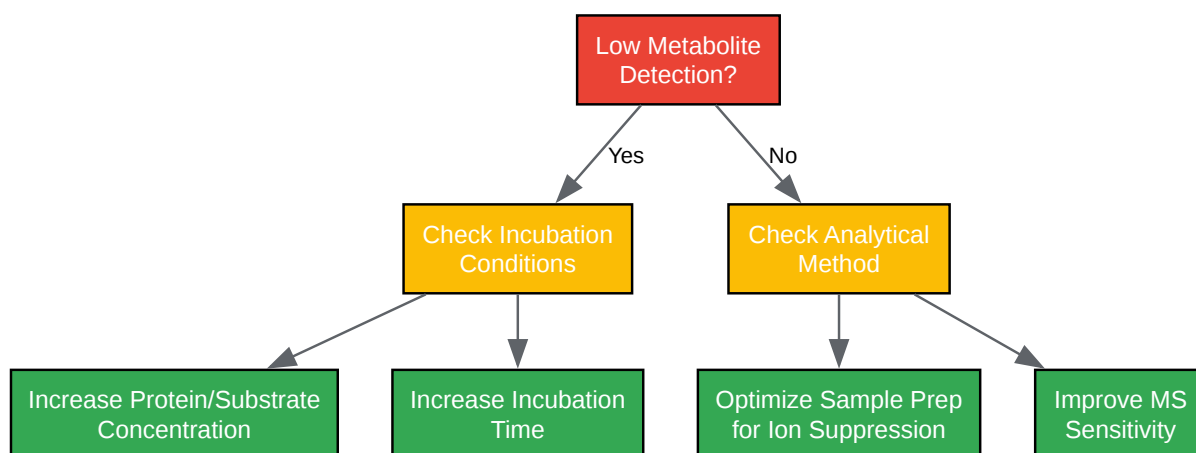 Low Metabolite
Detection?
Yes
No
Check Incubation
Conditions
Check Analytical
Method
Increase Protein/Substrate
Concentration
Increase Incubation
Time
Optimize Sample Prep
for Ion Suppression
Improve MS
Sensitivity